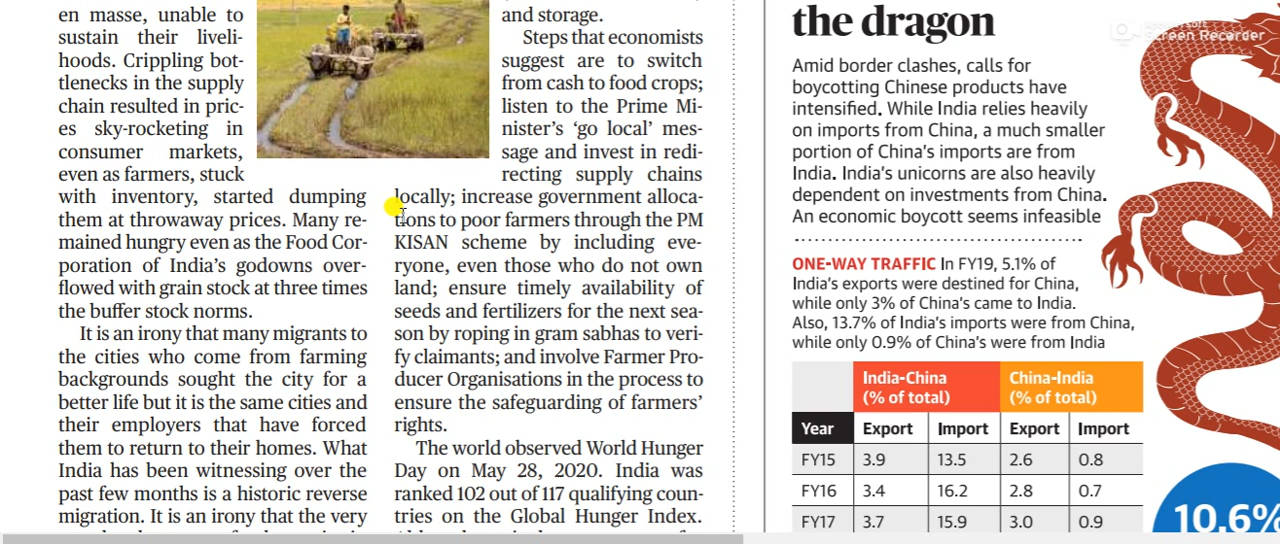 en masse, unable to
sustain their liveli-
hoods. Crippling bot-
tlenecks in the supply
chain resulted in pric-
es sky-rocketing in
consumer markets,
even as farmers, stuck
with inventory, started dumping
them at throwaway prices. Many re-
mained hungry even as the Food Cor-
poration of India's godowns over-
flowed with grain stock at three times
the buffer stock norms.
It is an irony that many migrants to
the cities who come from farming
backgrounds sought the city for a
better life but it is the same cities and
their employers that have forced
them to return to their homes. What
India has been witnessing over the
past few months is a historic reverse
migration. It is an irony that the very
and storage.
Steps that economists
suggest are to switch
from cash to food crops;
listen to the Prime Mi-
nister's 'go local' mes-
sage and invest in redi-
recting supply chains
locally; increase government alloca-
tions to poor farmers through the PM
KISAN scheme by including eve-
ryone, even those who do not own
land; ensure timely availability of
seeds and fertilizers for the next sea-
son by roping in gram sabhas to veri-
fy claimants; and involve Farmer Pro-
ducer Organisations in the process to
ensure the safeguarding of farmers'
rights.
The world observed World Hunger
Day on May 28, 2020. India was
ranked 102 out of 117 qualifying coun-
tries on the Global Hunger Index.
the dragon
Screen Recorder
Amid border clashes, calls for
boycotting Chinese products have
intensified. While India relies heavily
on imports from China, a much smaller
portion of China's imports are from
India. India's unicorns are also heavily
dependent on investments from China.
An economic boycott seems infeasible
ONE-WAY TRAFFIC In FY19, 5.1% of
India's exports were destined for China,
while only 3% of China's came to India.
Also, 13.7% of India's imports were from China,
while only 0.9% of China's were from India
India-China China-India
(% of total) (% of total)
Year Export Import Export Import
FY15 3.9 13.5 2.6 0.8
FY16 3.4 16.2 2.8 0.7
FY17 3.7 15.9 3.0 0.9
10.6%